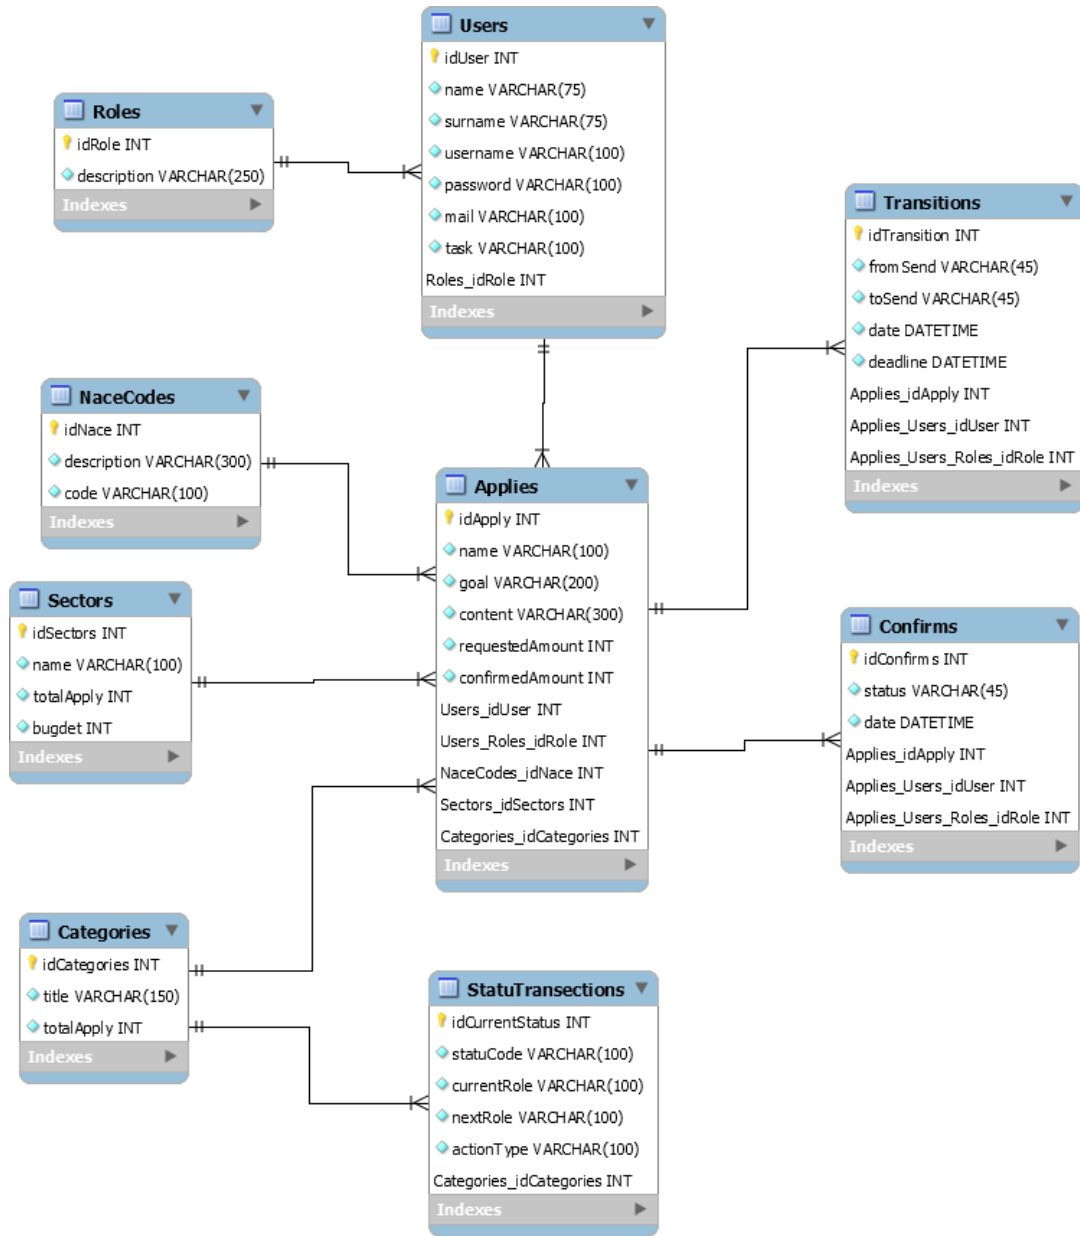 Users
idUser INT
name VARCHAR(75)
surname VARCHAR(75)
username VARCHAR(100)
password VARCHAR(100)
mail VARCHAR(100)
task VARCHAR(100)
Roles_idRole INT
Indexes
Roles
idRole INT
description VARCHAR(250)
Indexes
Transitions
idTransition INT
fromSend VARCHAR(45)
toSend VARCHAR(45)
date DATETIME
deadline DATETIME
Applies_idApply INT
Applies_Users_idUser INT
Applies_Users_Roles_idRole INT
Indexes
NaceCodes
idNace INT
description VARCHAR(300)
code VARCHAR(100)
Indexes
Applies
idApply INT
name VARCHAR(100)
goal VARCHAR(200)
content VARCHAR(300)
requestedAmount INT
confirmedAmount INT
Users_idUser INT
Users_Roles_idRole INT
NaceCodes_idNace INT
Sectors_idSectors INT
Categories_idCategories INT
Indexes
Sectors
idSectors INT
name VARCHAR(100)
totalApply INT
bugdet INT
Indexes
Confirms
idConfirms INT
status VARCHAR(45)
date DATETIME
Applies_idApply INT
Applies_Users_idUser INT
Applies_Users_Roles_idRole INT
Indexes
Categories
idCategories INT
title VARCHAR(150)
totalApply INT
Indexes
StatuTransections
idCurrentStatus INT
statuCode VARCHAR(100)
currentRole VARCHAR(100)
nextRole VARCHAR(100)
actionType VARCHAR(100)
Categories_idCategories INT
Indexes